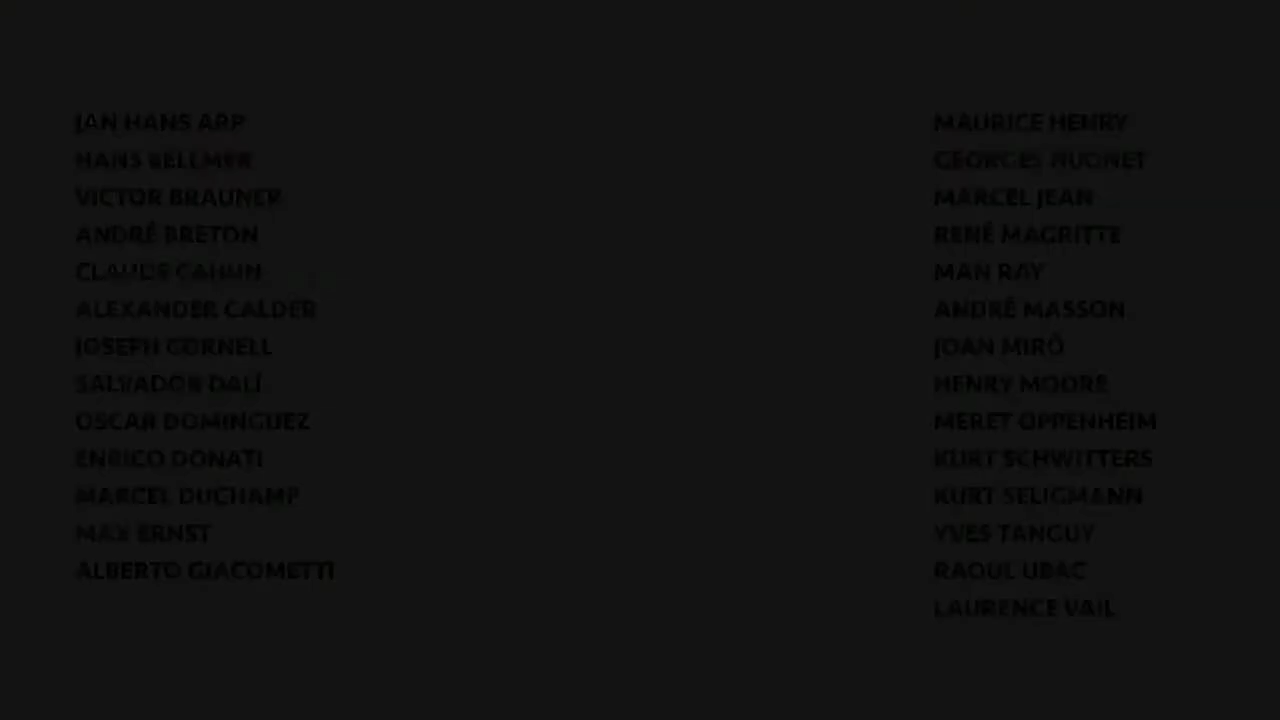 JAN HANS ARP
HANS BELLMER
VICTOR BRAUNER
ANDRÉ BRETON
CLAUDE CAHUN
ALEXANDER CALDER
JOSEPH CORNELL
SALVADOR DALÍ
OSCAR DOMINGUEZ
ENRICO DONATI
MARCEL DUCHAMP
MAX ERNST
ALBERTO GIACOMETTI
MAURICE HENRY
GEORGES HUGNET
MARCEL JEAN
RENÉ MAGRITTE
MAN RAY
ANDRÉ MASSON
JOAN MIRÓ
HENRY MOORE
MERET OPPENHEIM
KURT SCHWITTERS
KURT SELIGMANN
YVES TANGUY
RAOUL UBAC
LAURENCE VAIL